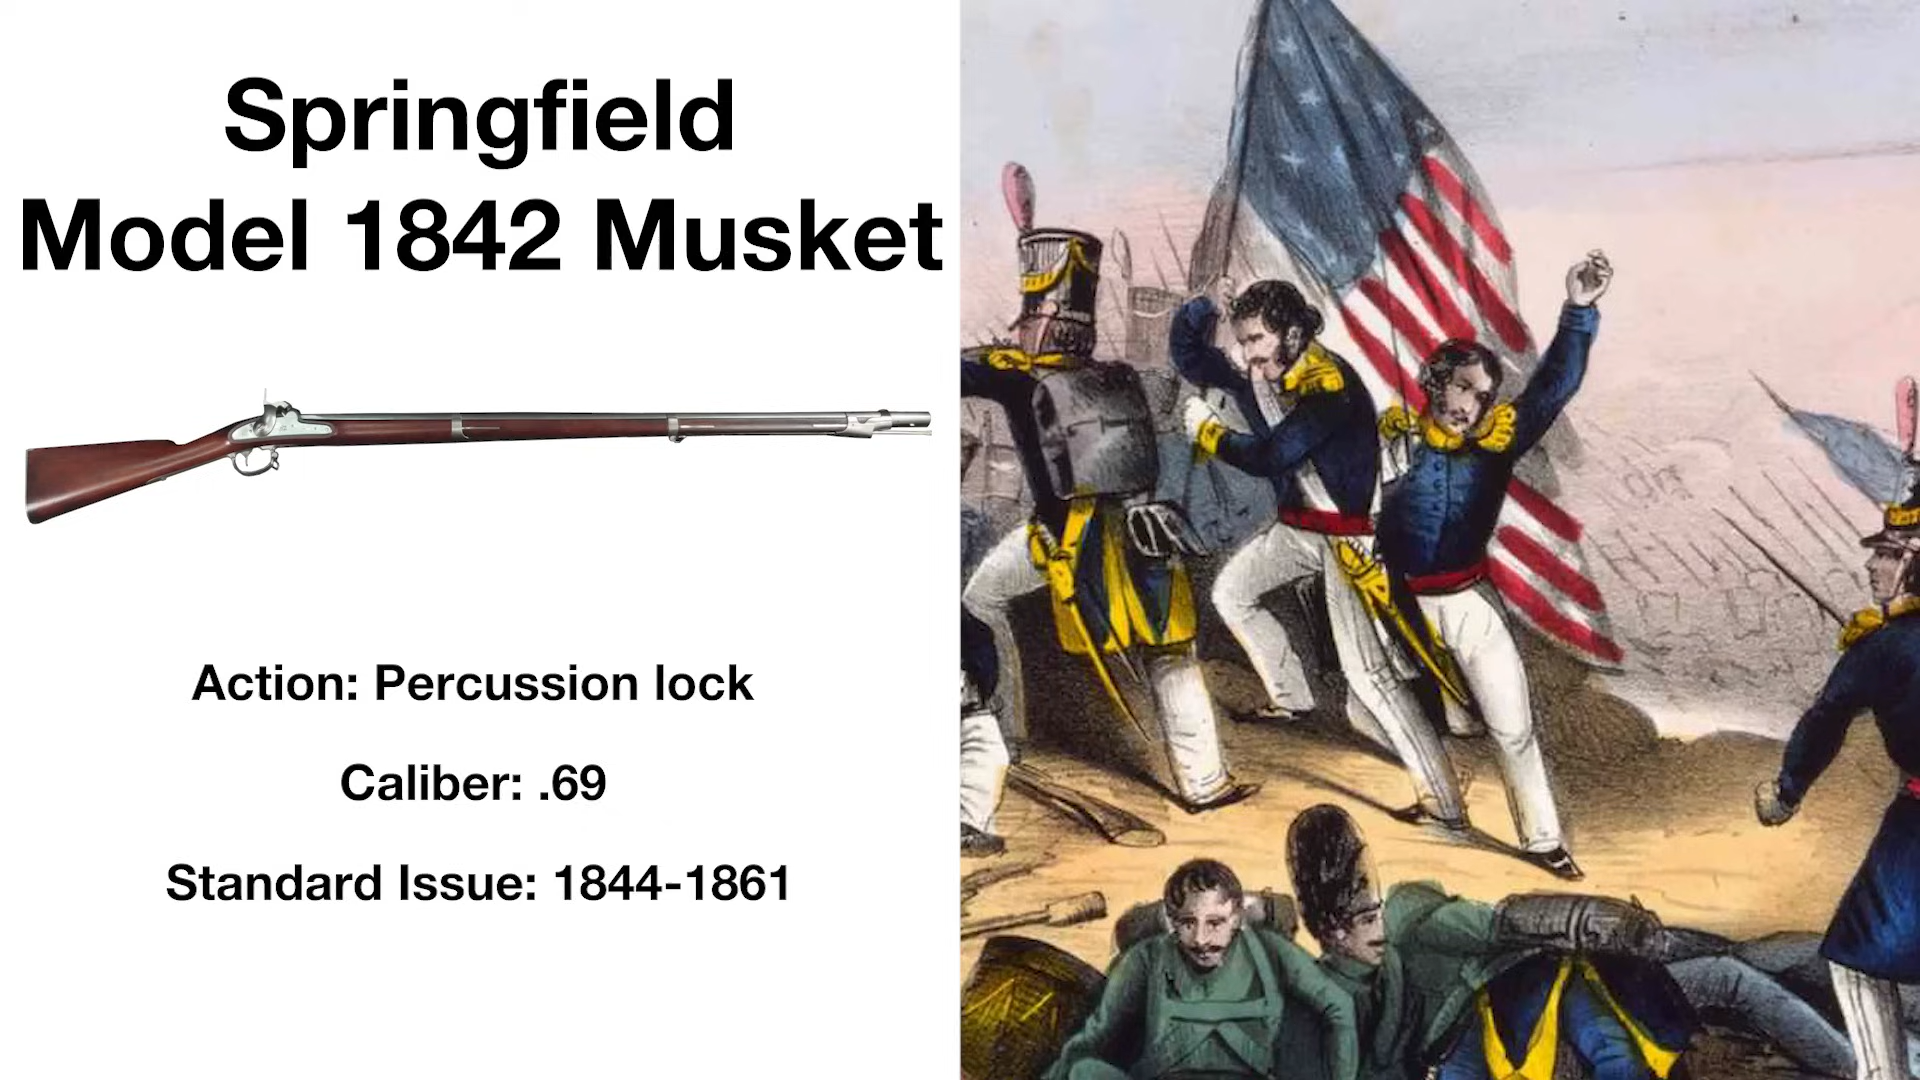 Springfield
Model 1842 Musket
Action: Percussion lock
Caliber: .69
Standard Issue: 1844-1861